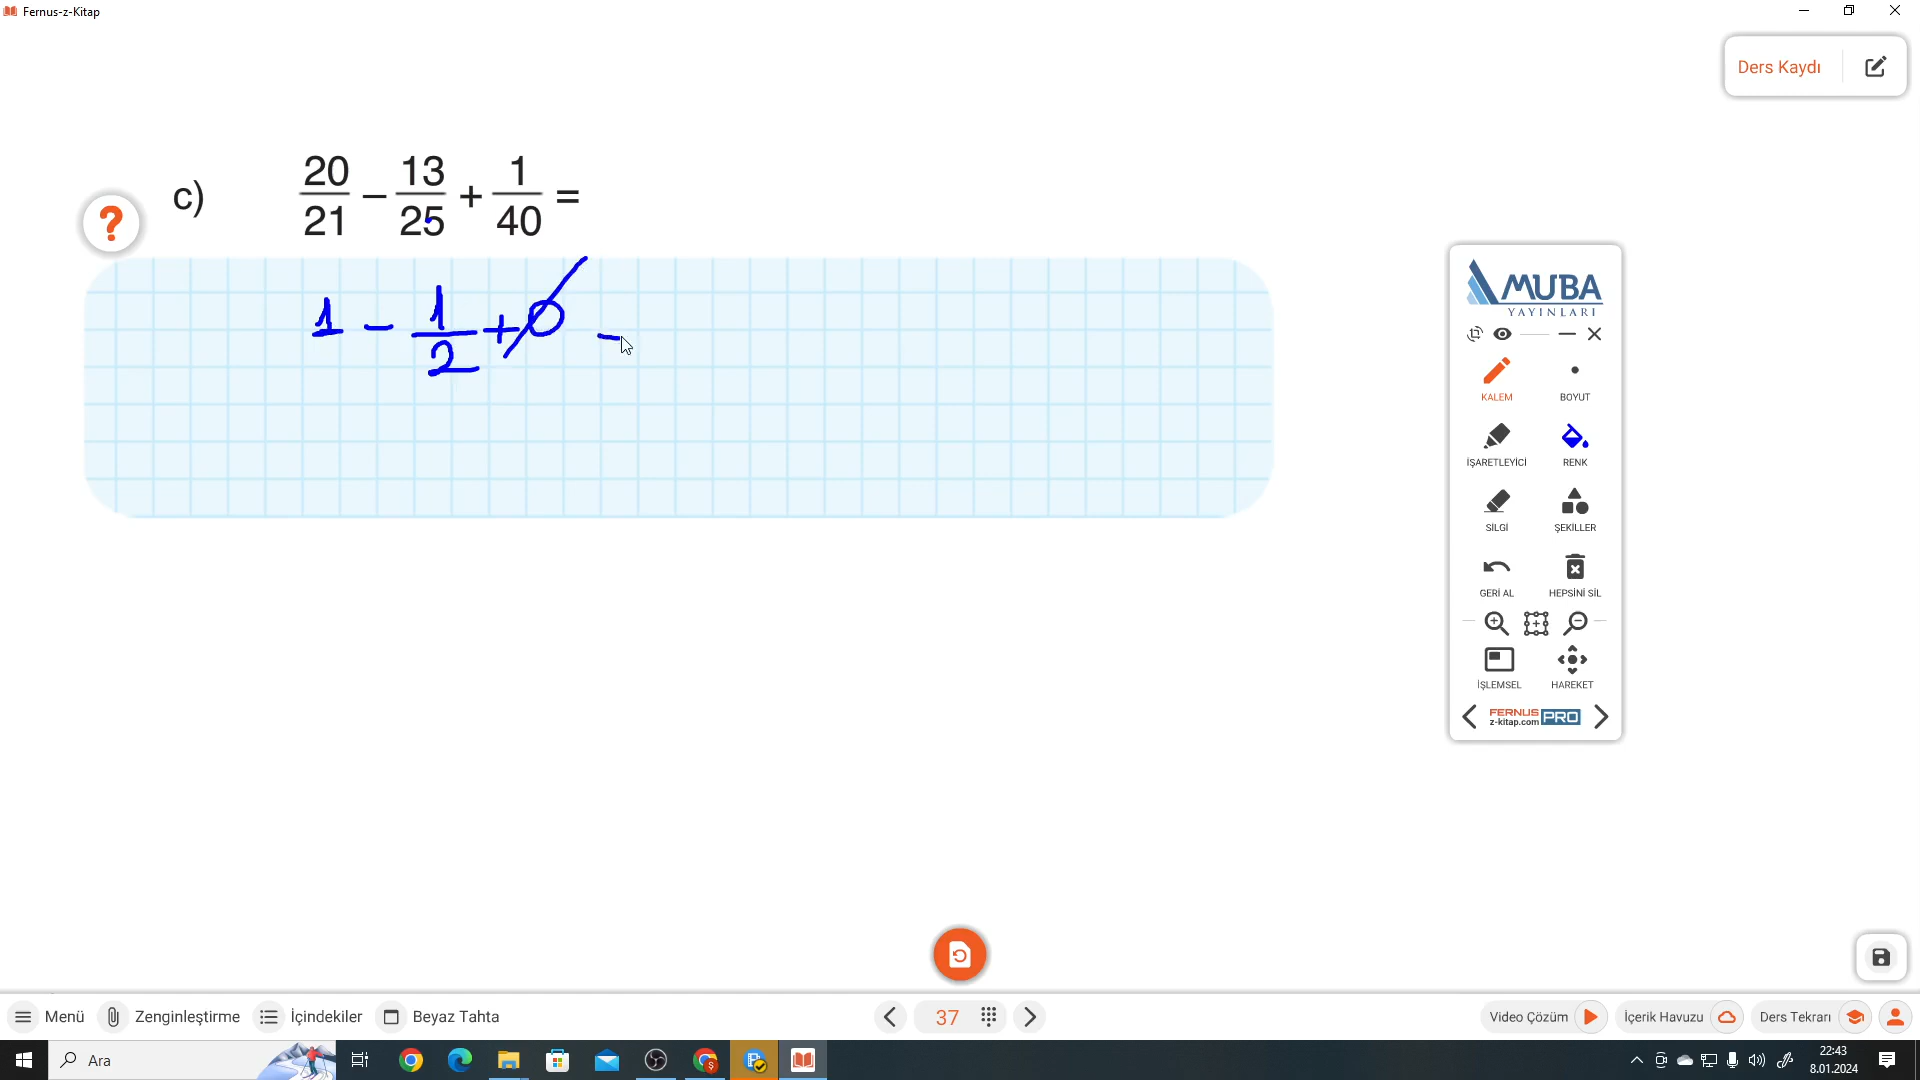 Fernus-z-Kitap
Ders Kaydı
c) 20/21 − 13/25 + 1/40 =
?
1 − 1/2 + 0 −
MUBA
YAYINLARI
KALEM
BOYUT
İŞARETLEYİCİ
RENK
SİLGİ
ŞEKİLLER
GERİ AL
HEPSİNİ SİL
İŞLEMSEL
HAREKET
FERNUS
z-kitap.com PRO
Menü
Zenginleştirme
İçindekiler
Beyaz Tahta
37
Video Çözüm
İçerik Havuzu
Ders Tekrarı
Ara
22:43
8.01.2024